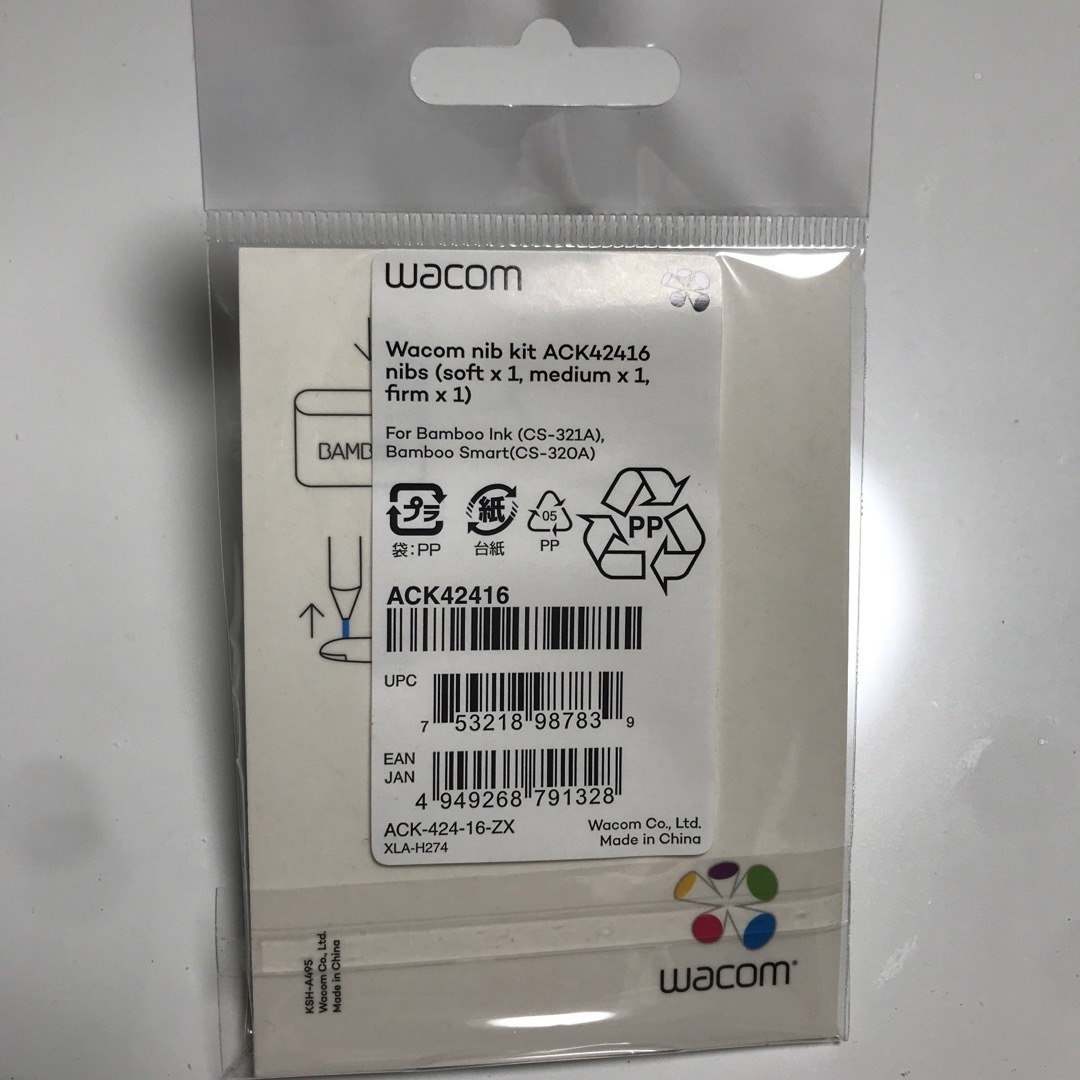 wacom
Wacom nib kit ACK42416
nibs (soft x 1, medium x 1,
firm x 1)
For Bamboo Ink (CS-321A),
Bamboo Smart(CS-320A)
BAMB
プラ
紙
05
PP
袋:PP
台紙
PP
ACK42416
UPC
7 53218 98783 9
EAN
JAN
4 949268 791328
ACK-424-16-ZX
XLA-H274
Wacom Co., Ltd.
Made in China
KSH-A495
Wacom Co., Ltd.
Made in China
wacom